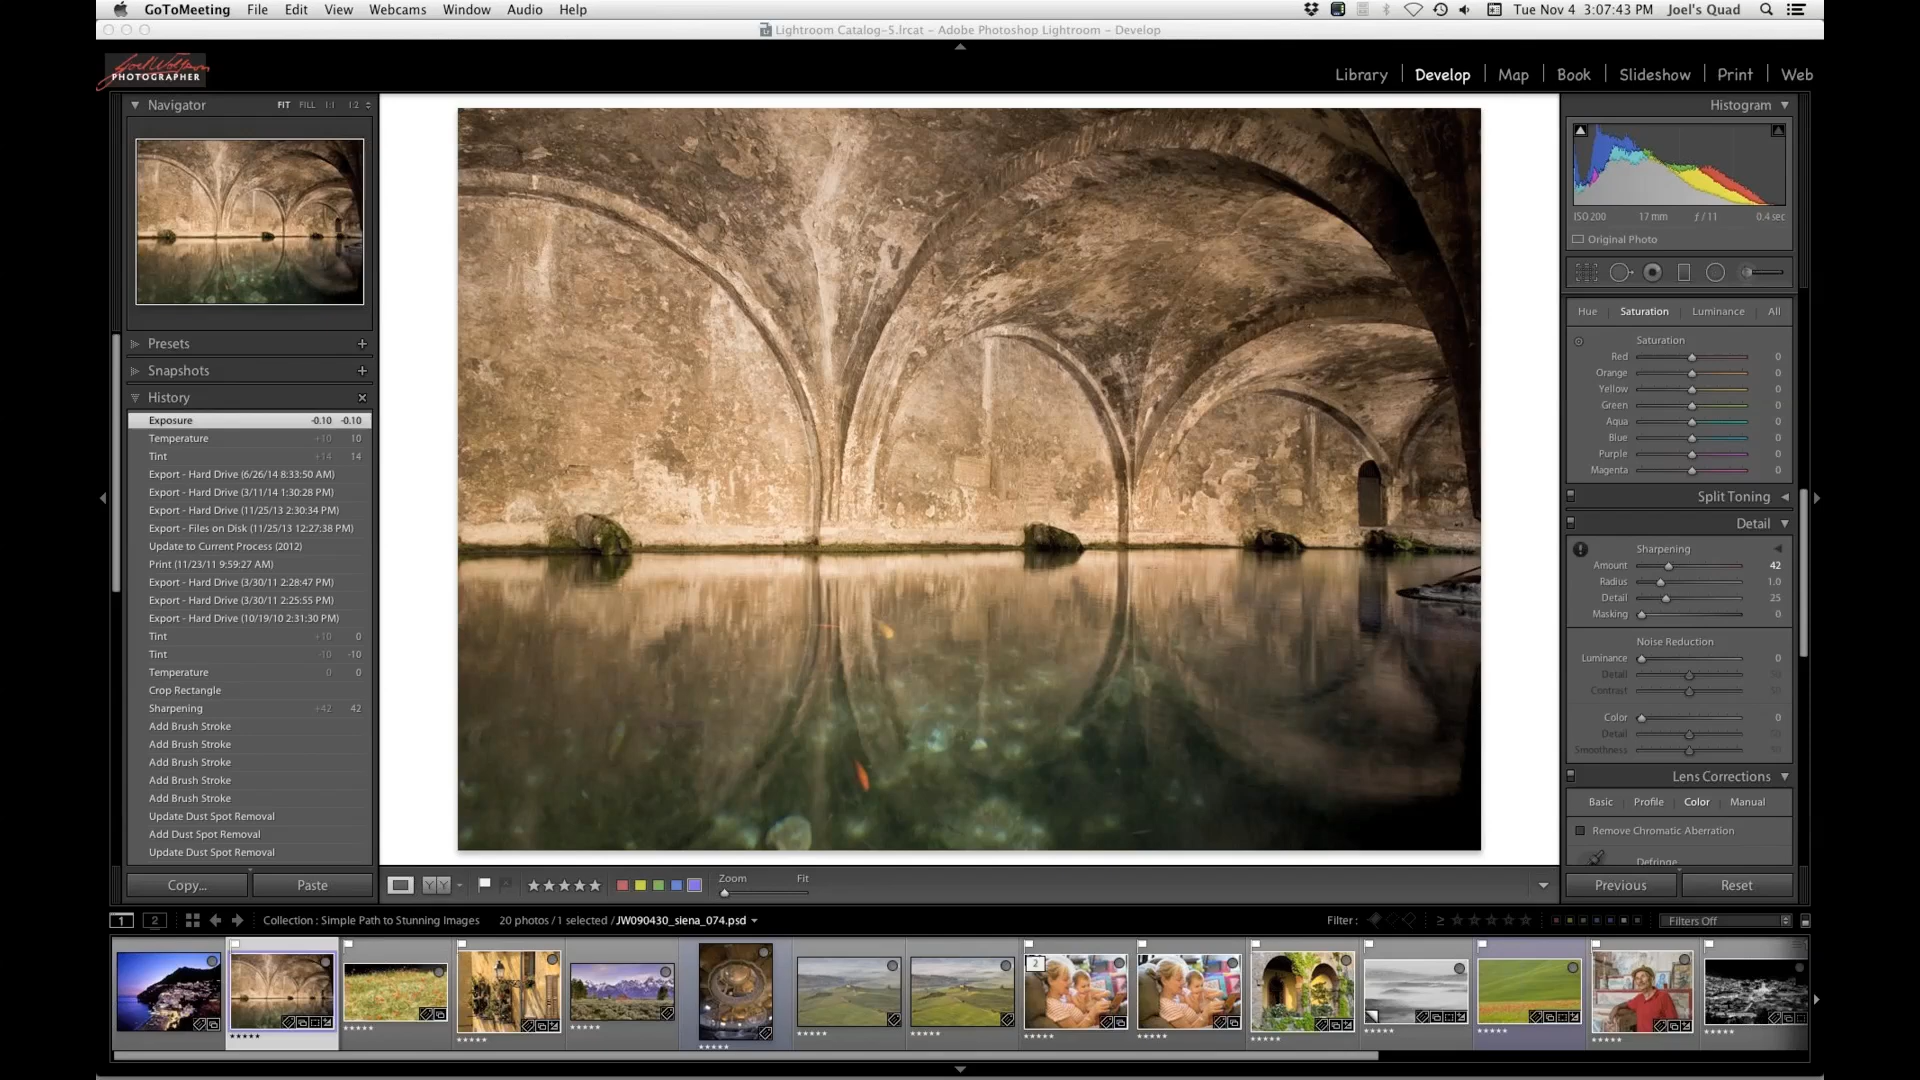 GoToMeeting File Edit View Webcams Window Audio Help Tue Nov 4 3:07:43 PM Joel's Quad
Lightroom Catalog-5.lrcat - Adobe Photoshop Lightroom - Develop
Joel Wolfson
PHOTOGRAPHER
Library Develop Map Book Slideshow Print Web
Navigator FIT FILL 1:1 1:2
Presets
Snapshots
History
Exposure -0.10 -0.10
Temperature +10 10
Tint +14 14
Export - Hard Drive (6/26/14 8:33:50 AM)
Export - Hard Drive (3/11/14 1:30:28 PM)
Export - Hard Drive (11/25/13 2:30:34 PM)
Export - Files on Disk (11/25/13 12:27:38 PM)
Update to Current Process (2012)
Print (11/23/11 9:59:27 AM)
Export - Hard Drive (3/30/11 2:28:47 PM)
Export - Hard Drive (3/30/11 2:25:55 PM)
Export - Hard Drive (10/19/10 2:31:30 PM)
Tint +10 0
Tint -10 -10
Temperature 0 0
Crop Rectangle
Sharpening +42 42
Add Brush Stroke
Add Brush Stroke
Add Brush Stroke
Add Brush Stroke
Add Brush Stroke
Update Dust Spot Removal
Add Dust Spot Removal
Update Dust Spot Removal
Copy... Paste
Histogram
ISO 200 17 mm ƒ / 11 0.4 sec
Original Photo
Hue Saturation Luminance All
Saturation
Red 0
Orange 0
Yellow 0
Green 0
Aqua 0
Blue 0
Purple 0
Magenta 0
Split Toning
Detail
Sharpening
Amount 42
Radius 1.0
Detail 25
Masking 0
Noise Reduction
Luminance 0
Detail 50
Contrast 50
Color 0
Detail 50
Smoothness 50
Lens Corrections
Basic Profile Color Manual
Remove Chromatic Aberration
Defringe
Previous Reset
Y Y Zoom Fit
1 2 Collection : Simple Path to Stunning Images 20 photos / 1 selected / JW090430_siena_074.psd Filter : Filters Off
2